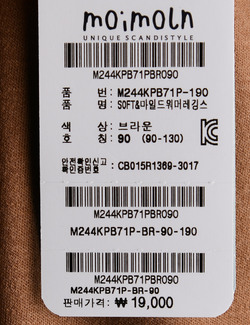 moimoln
UNIQUE SCANDISTYLE
M244KPB71PBR090
품 번 : M244KPB71P-190
품 명 : SOFT&마일드워머레깅스
색 상 : 브라운
호 칭 : 90 (90-130)
안전확인신고
확인증번호 : CB015R1369-3017
M244KPB71PBR090
M244KPB71P-BR-90-190
M244KPB71PBR090
M244KPB71P-BR-90
판매가격: ₩ 19,000